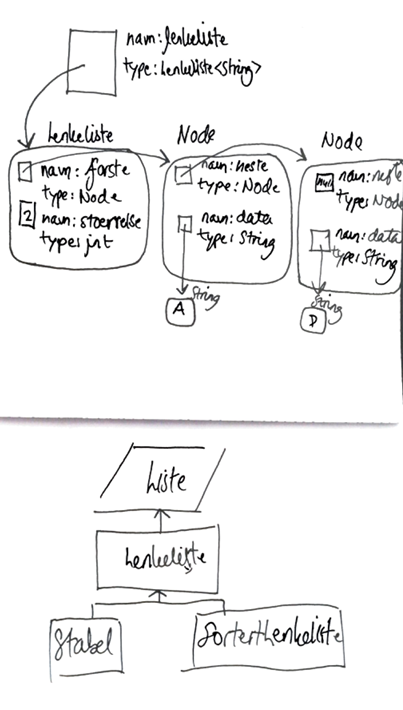 navn: lenkeliste
type: Lenkeliste<String>
Lenkeliste
navn: første
type: Node
2
navn: stoerrelse
type: int
Node
navn: neste
type: Node
navn: data
type: String
String
A
Node
null
navn: neste
type: Node
navn: data
type: String
String
D
Liste
Lenkeliste
Stabel
SortertLenkeliste